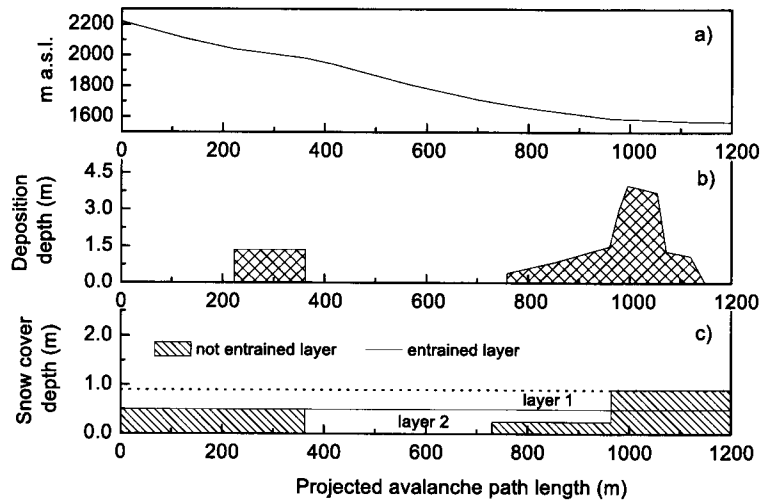 a)
m a.s.l.
2200
2000
1800
1600
0 200 400 600 800 1000 1200
b)
Deposition
depth (m)
4.5
3.0
1.5
0.0
0 200 400 600 800 1000 1200
c)
Snow cover
depth (m)
2.0
1.0
0.0
not entrained layer
entrained layer
layer 1
layer 2
0 200 400 600 800 1000 1200
Projected avalanche path length (m)